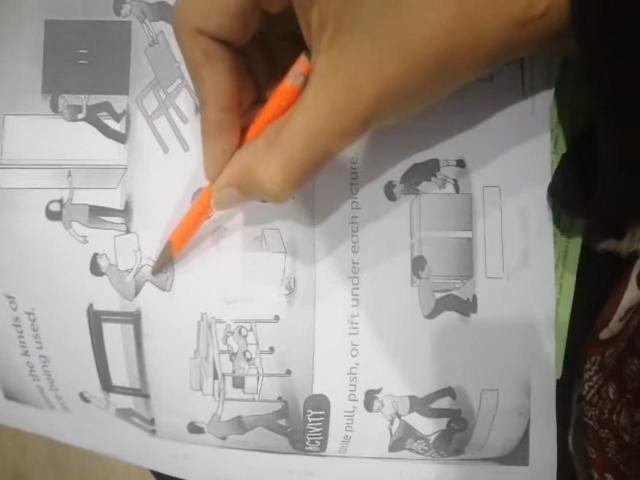 the kinds of
being used.
ACTIVITY
Write pull, push, or lift under each picture.